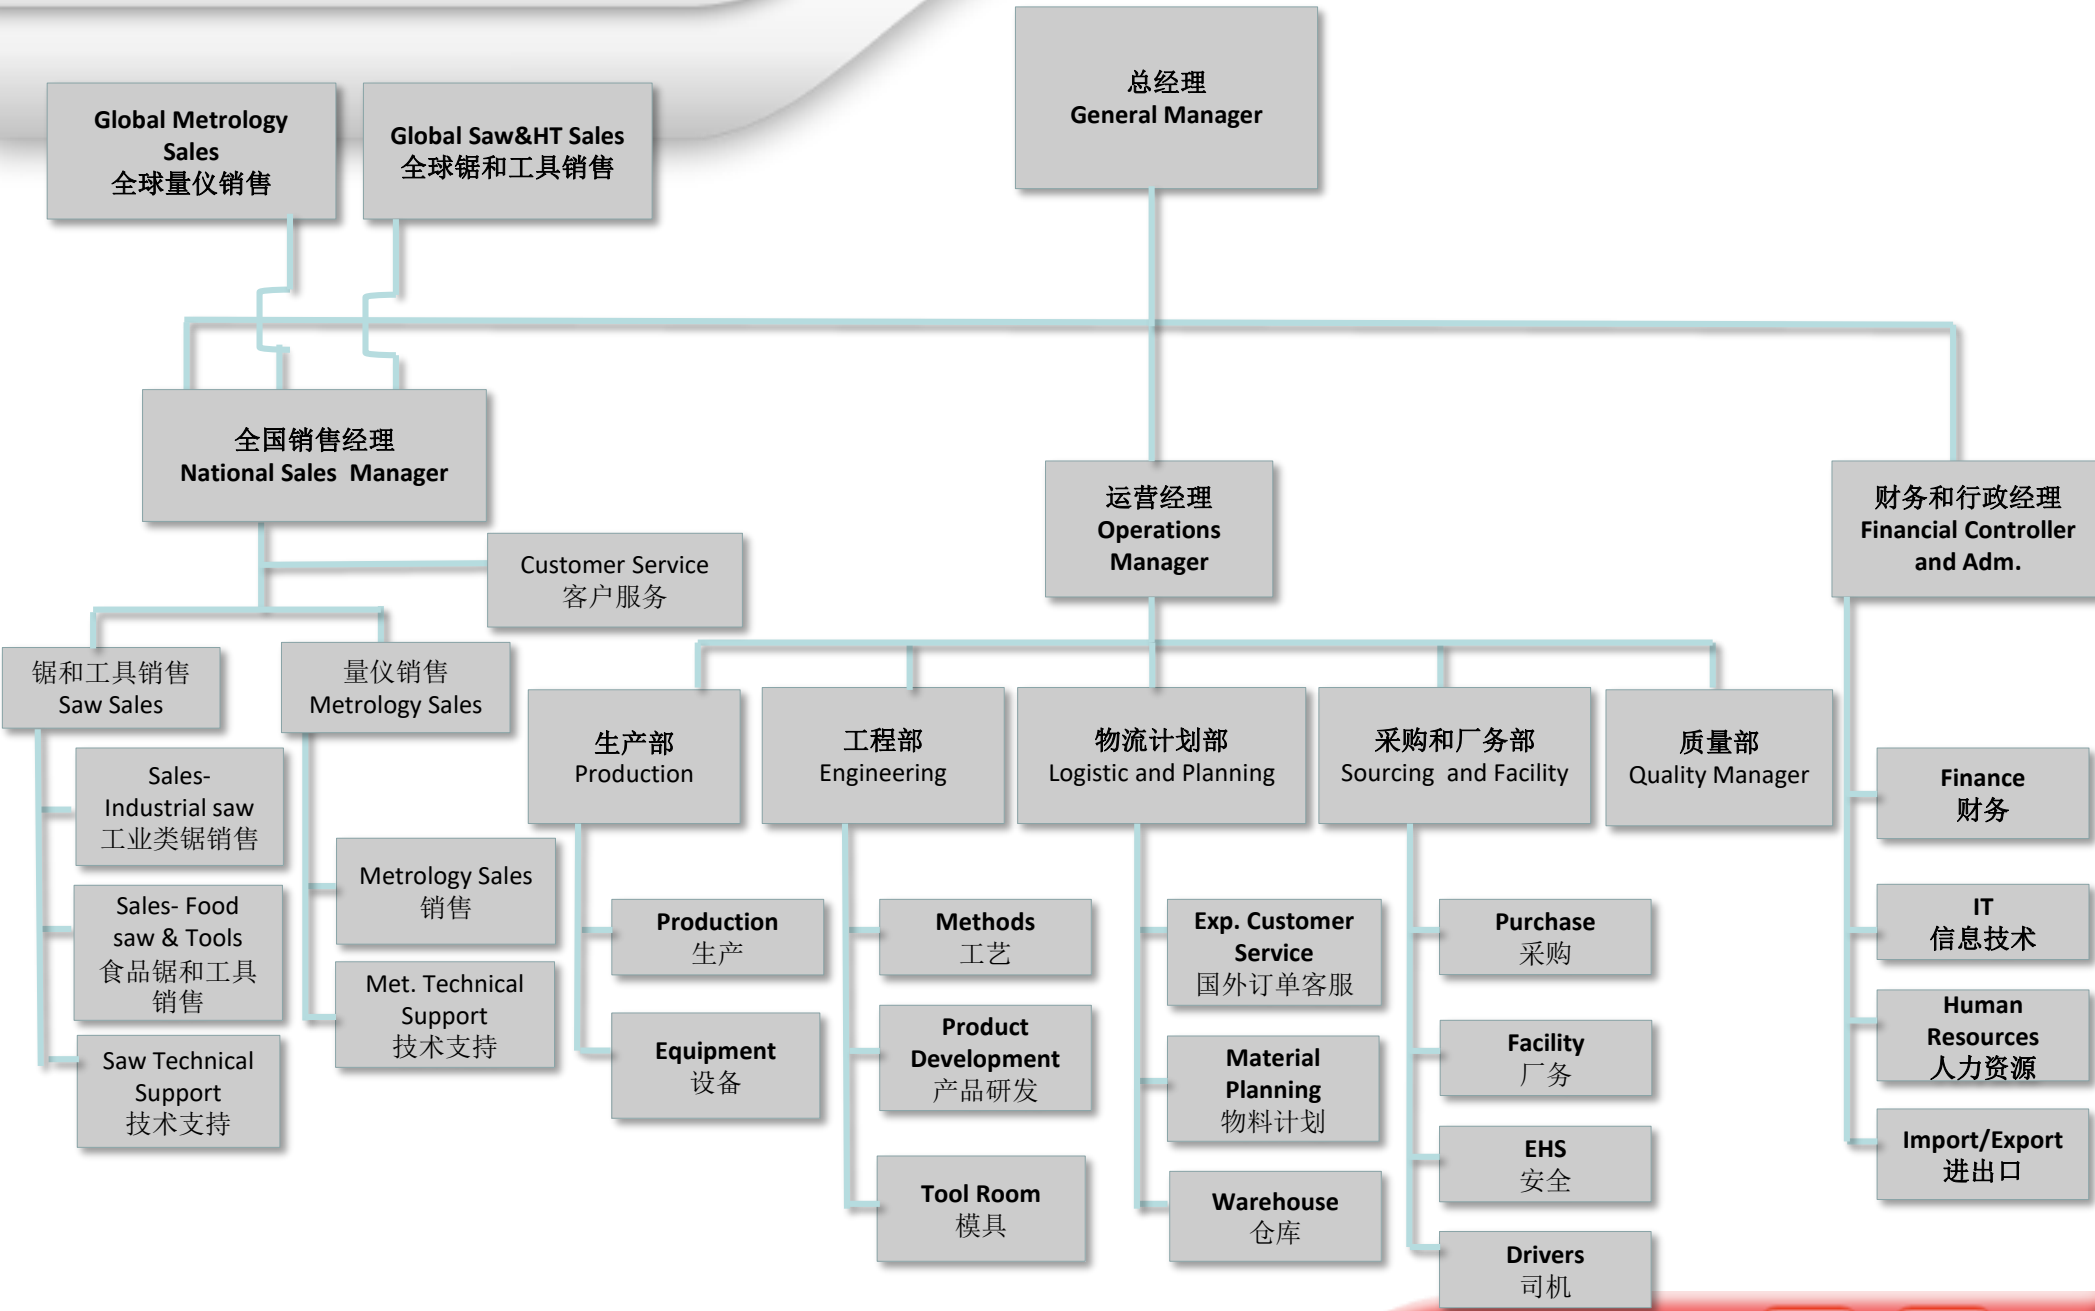 总经理
General Manager
Global Metrology
Sales
全球量仪销售
Global Saw&HT Sales
全球锯和工具销售
全国销售经理
National Sales  Manager
运营经理
Operations
Manager
财务和行政经理
Financial Controller
and Adm.
Customer Service
客户服务
锯和工具销售
Saw Sales
量仪销售
Metrology Sales
生产部
Production
工程部
Engineering
物流计划部
Logistic and Planning
采购和厂务部
Sourcing  and Facility
质量部
Quality Manager
Sales-
Industrial saw
工业类锯销售
Sales- Food
saw & Tools
食品锯和工具
销售
Saw Technical
Support
技术支持
Metrology Sales
销售
Met. Technical
Support
技术支持
Production
生产
Equipment
设备
Methods
工艺
Product
Development
产品研发
Tool Room
模具
Exp. Customer
Service
国外订单客服
Material
Planning
物料计划
Warehouse
仓库
Purchase
采购
Facility
厂务
EHS
安全
Drivers
司机
Finance
财务
IT
信息技术
Human
Resources
人力资源
Import/Export
进出口